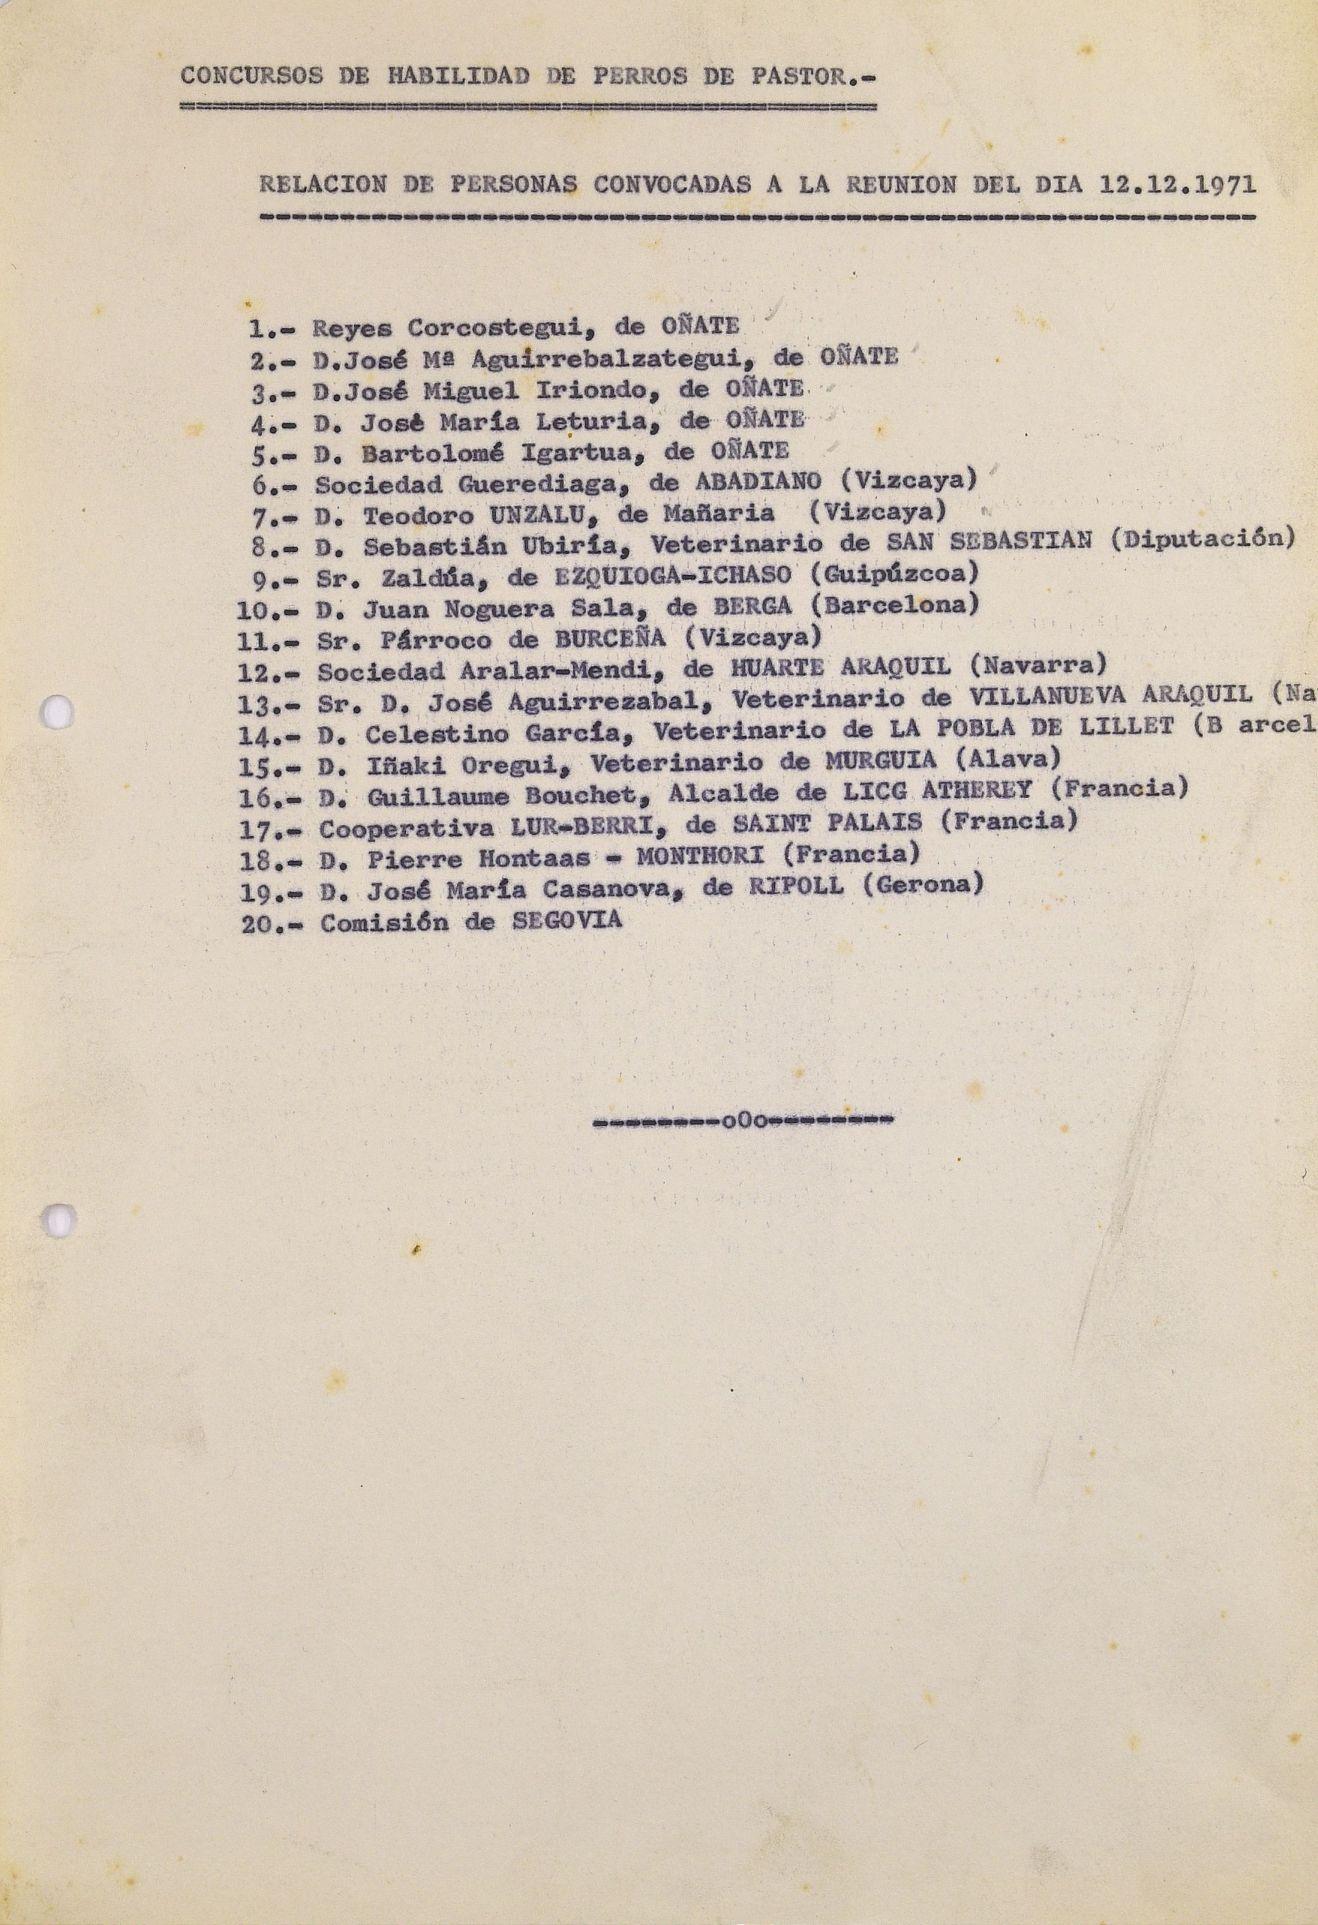 CONCURSOS DE HABILIDAD DE PERROS DE PASTOR.-
RELACION DE PERSONAS CONVOCADAS A LA REUNION DEL DIA 12.12.1971
1.- Reyes Corcostegui, de OÑATE
2.- D.José Mª Aguirrebalzategui, de OÑATE
3.- D.José Miguel Iriondo, de OÑATE
4.- D. José María Leturia, de OÑATE
5.- D. Bartolomé Igartua, de OÑATE
6.- Sociedad Guerediaga, de ABADIANO (Vizcaya)
7.- D. Teodoro UNZALU, de Mañaria (Vizcaya)
8.- D. Sebastián Ubiría, Veterinario de SAN SEBASTIAN (Diputación)
9.- Sr. Zaldúa, de EZQUIOGA-ICHASO (Guipúzcoa)
10.- D. Juan Noguera Sala, de BERGA (Barcelona)
11.- Sr. Párroco de BURCEÑA (Vizcaya)
12.- Sociedad Aralar-Mendi, de HUARTE ARAQUIL (Navarra)
13.- Sr. D. José Aguirrezabal, Veterinario de VILLANUEVA ARAQUIL (Na
14.- D. Celestino García, Veterinario de LA POBLA DE LILLET (B arcel
15.- D. Iñaki Oregui, Veterinario de MURGUIA (Alava)
16.- D. Guillaume Bouchet, Alcalde de LICG ATHEREY (Francia)
17.- Cooperativa LUR-BERRI, de SAINT PALAIS (Francia)
18.- D. Pierre Hontaas - MONTHORI (Francia)
19.- D. José María Casanova, de RIPOLL (Gerona)
20.- Comisión de SEGOVIA
--------oOo--------